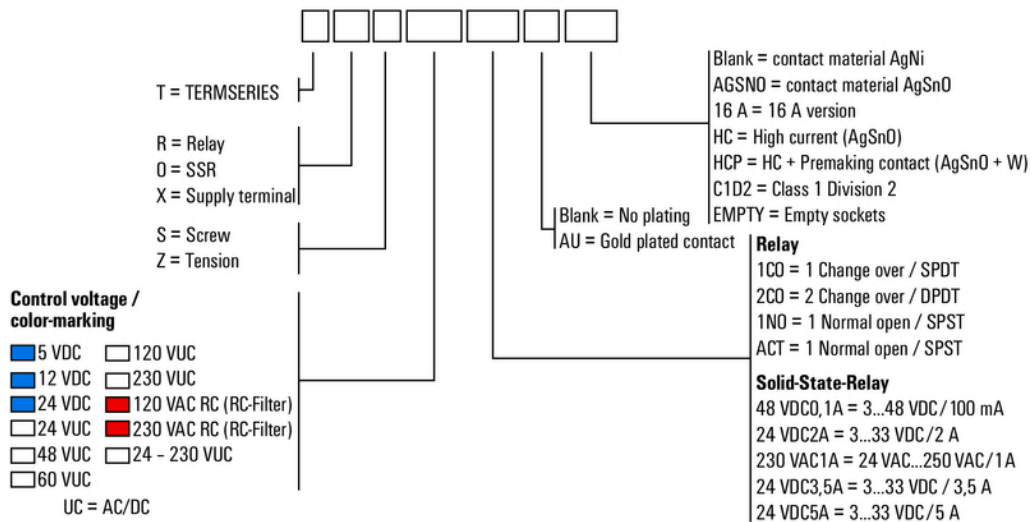 T = TERMSERIES
R = Relay
O = SSR
X = Supply terminal
S = Screw
Z = Tension
Control voltage /
color-marking
5 VDC 120 VUC
12 VDC 230 VUC
24 VDC 120 VAC RC (RC-Filter)
24 VUC 230 VAC RC (RC-Filter)
48 VUC 24 - 230 VUC
60 VUC
UC = AC/DC
Blank = contact material AgNi
AGSNO = contact material AgSnO
16 A = 16 A version
HC = High current (AgSnO)
HCP = HC + Premaking contact (AgSnO + W)
C1D2 = Class 1 Division 2
EMPTY = Empty sockets
Blank = No plating
AU = Gold plated contact
Relay
1CO = 1 Change over / SPDT
2CO = 2 Change over / DPDT
1NO = 1 Normal open / SPST
ACT = 1 Normal open / SPST
Solid-State-Relay
48 VDC0,1A = 3...48 VDC/100 mA
24 VDC2A = 3...33 VDC/2 A
230 VAC1A = 24 VAC...250 VAC/1 A
24 VDC3,5A = 3...33 VDC / 3,5 A
24 VDC5A = 3...33 VDC/5 A